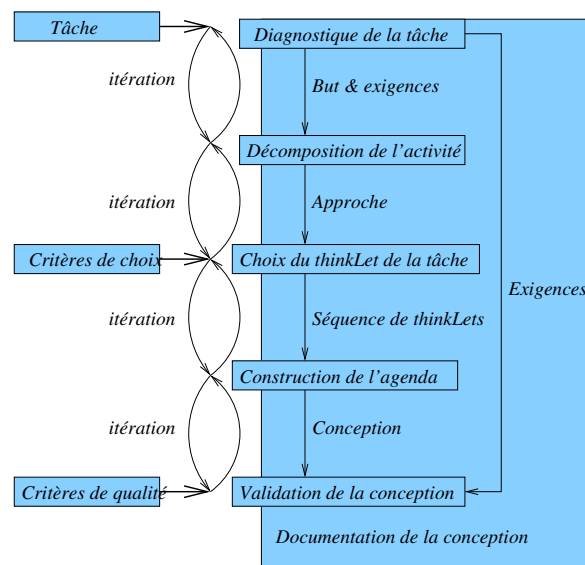 Tâche
Diagnostique de la tâche
itération
But & exigences
Décomposition de l'activité
itération
Approche
Critères de choix
Choix du thinkLet de la tâche
Exigences
itération
Séquence de thinkLets
Construction de l'agenda
itération
Conception
Critères de qualité
Validation de la conception
Documentation de la conception